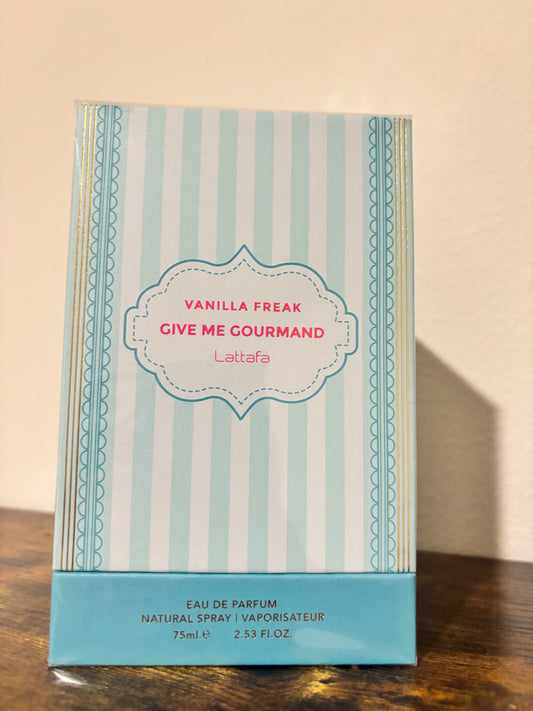 VANILLA FREAK
GIVE ME GOURMAND
Lattafa
EAU DE PARFUM
NATURAL SPRAY | VAPORISATEUR
75ml.e 2.53 FL.OZ.